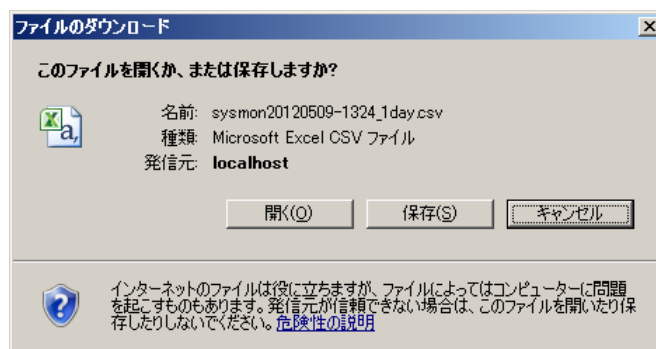 ファイルのダウンロード
このファイルを開くか、または保存しますか?
名前: sysmon20120509-1324_1day.csv
種類: Microsoft Excel CSV ファイル
発信元: localhost
開く(O) 保存(S) キャンセル
インターネットのファイルは役に立ちますが、ファイルによってはコンピューターに問題
を起こすものもあります。発信元が信頼できない場合は、このファイルを開いたり保
存したりしないでください。危険性の説明